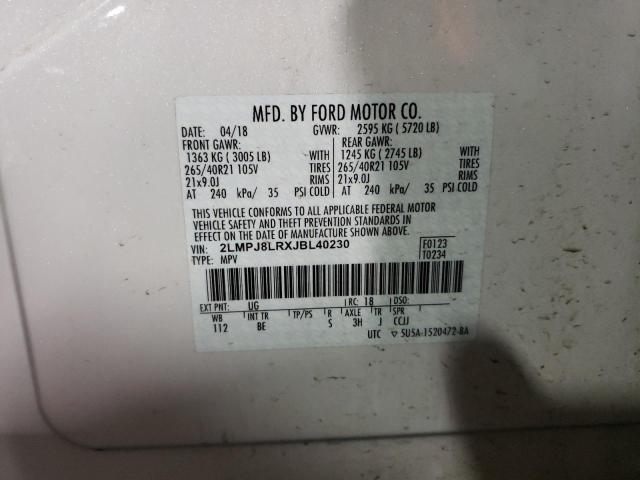 MFD. BY FORD MOTOR CO.
DATE: 04/18 GVWR: 2595 KG ( 5720 LB)
FRONT GAWR: REAR GAWR:
1363 KG ( 3005 LB) WITH 1245 KG ( 2745 LB) WITH
265/40R21 105V TIRES 265/40R21 105V TIRES
21x9.0J RIMS 21x9.0J RIMS
AT 240 kPa/ 35 PSI COLD AT 240 kPa/ 35 PSI COLD
THIS VEHICLE CONFORMS TO ALL APPLICABLE FEDERAL MOTOR
VEHICLE SAFETY AND THEFT PREVENTION STANDARDS IN
EFFECT ON THE DATE OF MANUFACTURE SHOWN ABOVE.
VIN: 2LMPJ8LRXJBL40230 F0123
TYPE: MPV T0234
EXT PNT: UG RC: 18 DSO:
WB INT TR TP/PS R AXLE TR SPR
112 BE S 3H J CCJJ
UTC ▽ 5U5A-1520472-BA